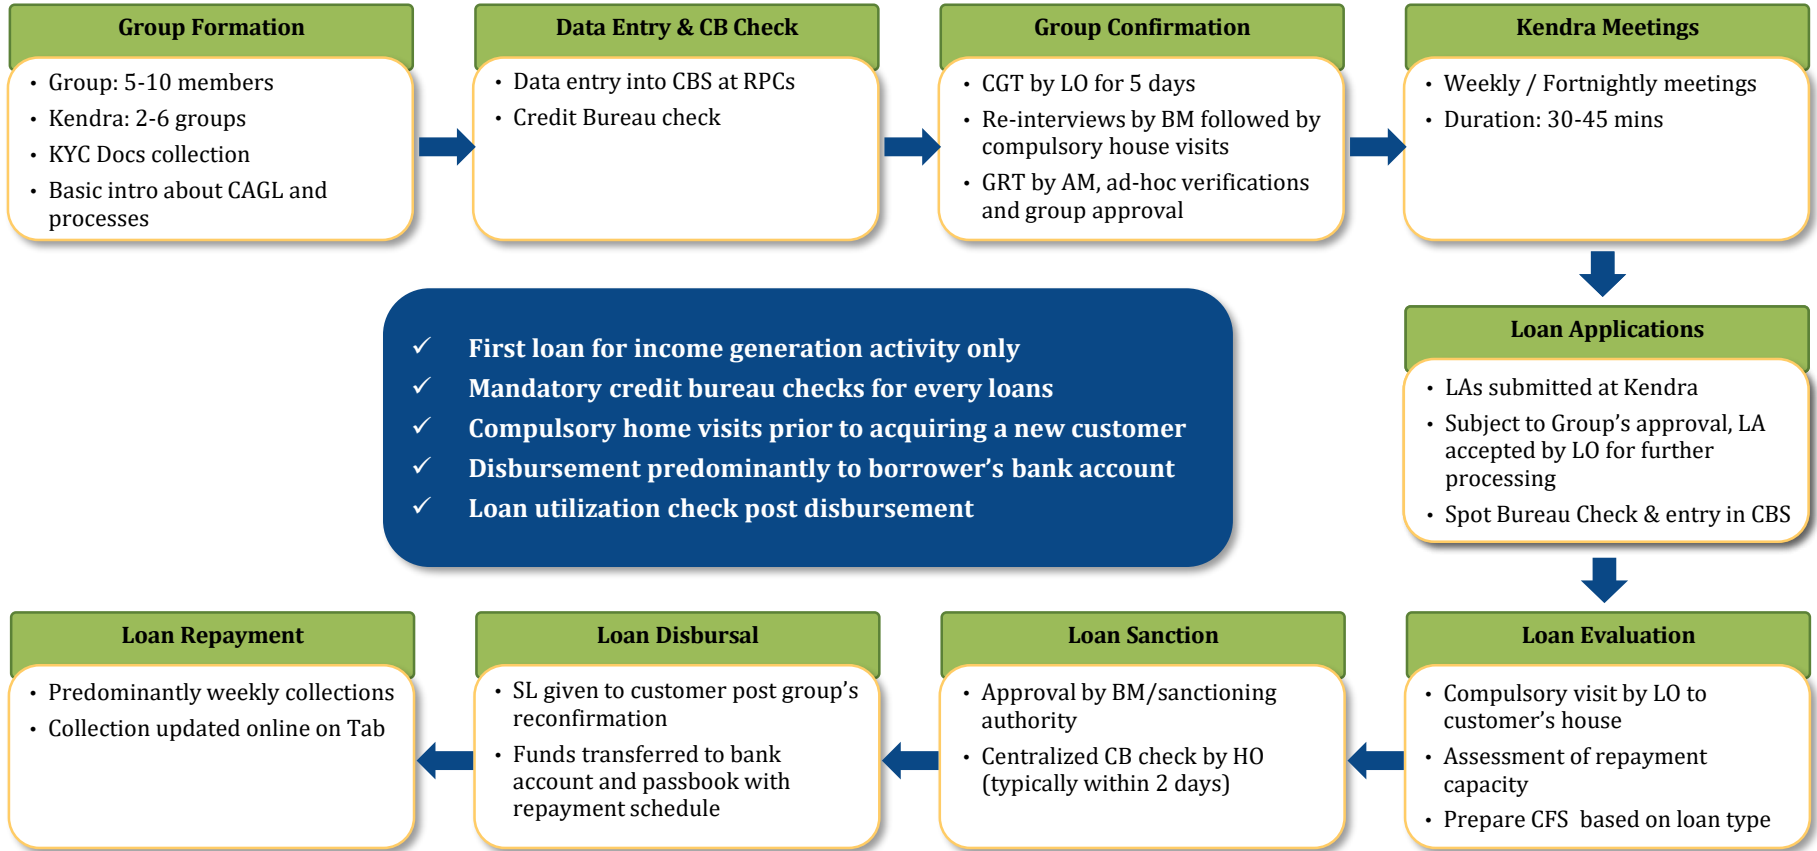 Group Formation
• Group: 5-10 members
• Kendra: 2-6 groups
• KYC Docs collection
• Basic intro about CAGL and
processes
Data Entry & CB Check
• Data entry into CBS at RPCs
• Credit Bureau check
Group Confirmation
• CGT by LO for 5 days
• Re-interviews by BM followed by
compulsory house visits
• GRT by AM, ad-hoc verifications
and group approval
Kendra Meetings
• Weekly / Fortnightly meetings
• Duration: 30-45 mins
✓ First loan for income generation activity only
✓ Mandatory credit bureau checks for every loans
✓ Compulsory home visits prior to acquiring a new customer
✓ Disbursement predominantly to borrower’s bank account
✓ Loan utilization check post disbursement
Loan Applications
• LAs submitted at Kendra
• Subject to Group’s approval, LA
accepted by LO for further
processing
• Spot Bureau Check & entry in CBS
Loan Repayment
• Predominantly weekly collections
• Collection updated online on Tab
Loan Disbursal
• SL given to customer post group’s
reconfirmation
• Funds transferred to bank
account and passbook with
repayment schedule
Loan Sanction
• Approval by BM/sanctioning
authority
• Centralized CB check by HO
(typically within 2 days)
Loan Evaluation
• Compulsory visit by LO to
customer’s house
• Assessment of repayment
capacity
• Prepare CFS based on loan type